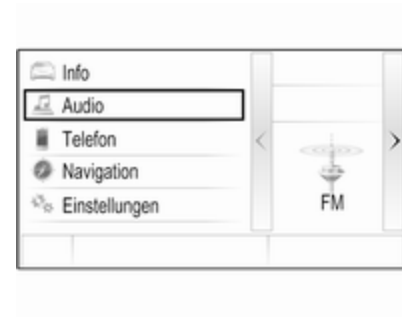 Info
Audio
Telefon
Navigation
Einstellungen
FM